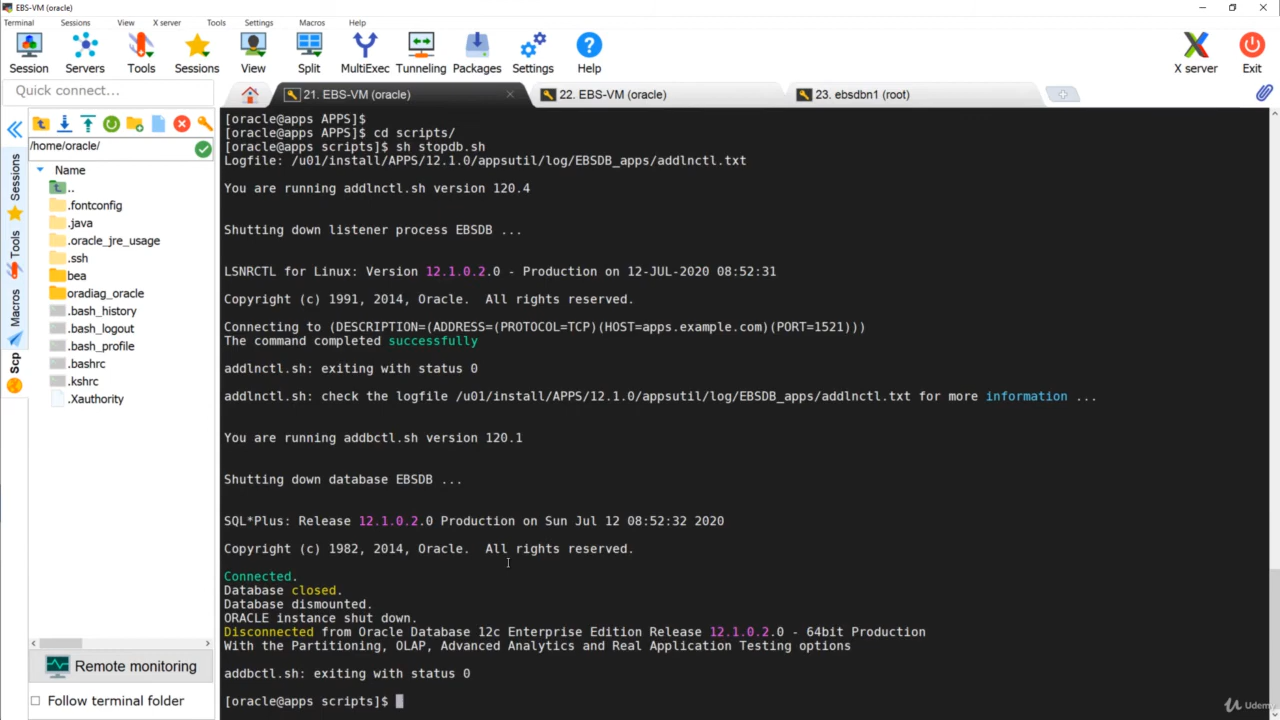 EBS-VM (oracle)
Terminal Sessions View X server Tools Settings Macros Help
Session Servers Tools Sessions View Split MultiExec Tunneling Packages Settings Help X server Exit
Quick connect...
21. EBS-VM (oracle)
22. EBS-VM (oracle)
23. ebsdbn1 (root)
/home/oracle/
Name
..
.fontconfig
.java
.oracle_jre_usage
.ssh
bea
oradiag_oracle
.bash_history
.bash_logout
.bash_profile
.bashrc
.kshrc
.Xauthority
Sessions
Tools
Macros
Scp
Remote monitoring
Follow terminal folder
[oracle@apps APPS]$
[oracle@apps APPS]$ cd scripts/
[oracle@apps scripts]$ sh stopdb.sh
Logfile: /u01/install/APPS/12.1.0/appsutil/log/EBSDB_apps/addlnctl.txt
You are running addlnctl.sh version 120.4
Shutting down listener process EBSDB ...
LSNRCTL for Linux: Version 12.1.0.2.0 - Production on 12-JUL-2020 08:52:31
Copyright (c) 1991, 2014, Oracle.  All rights reserved.
Connecting to (DESCRIPTION=(ADDRESS=(PROTOCOL=TCP)(HOST=apps.example.com)(PORT=1521)))
The command completed successfully
addlnctl.sh: exiting with status 0
addlnctl.sh: check the logfile /u01/install/APPS/12.1.0/appsutil/log/EBSDB_apps/addlnctl.txt for more information ...
You are running addbctl.sh version 120.1
Shutting down database EBSDB ...
SQL*Plus: Release 12.1.0.2.0 Production on Sun Jul 12 08:52:32 2020
Copyright (c) 1982, 2014, Oracle.  All rights reserved.
Connected.
Database closed.
Database dismounted.
ORACLE instance shut down.
Disconnected from Oracle Database 12c Enterprise Edition Release 12.1.0.2.0 - 64bit Production
With the Partitioning, OLAP, Advanced Analytics and Real Application Testing options
addbctl.sh: exiting with status 0
[oracle@apps scripts]$
Udemy